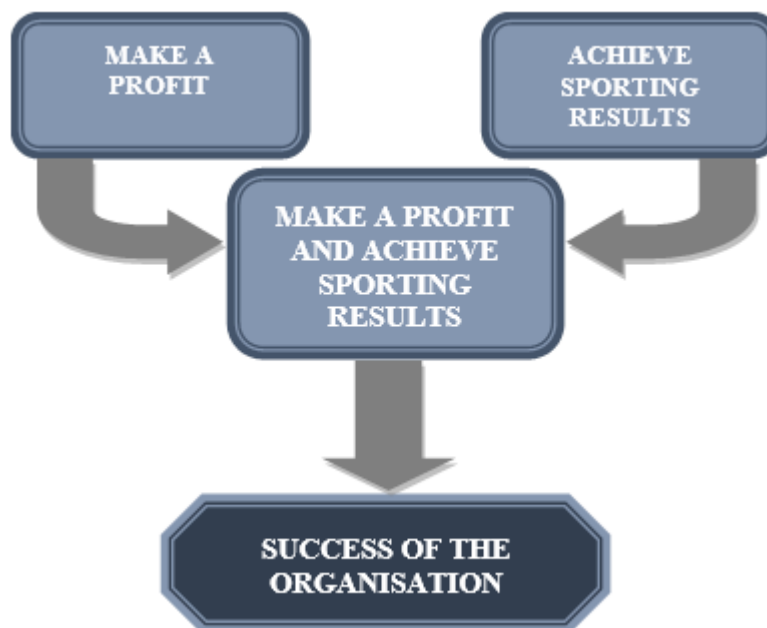 MAKE A
PROFIT
ACHIEVE
SPORTING
RESULTS
MAKE A PROFIT
AND ACHIEVE
SPORTING
RESULTS
SUCCESS OF THE
ORGANISATION